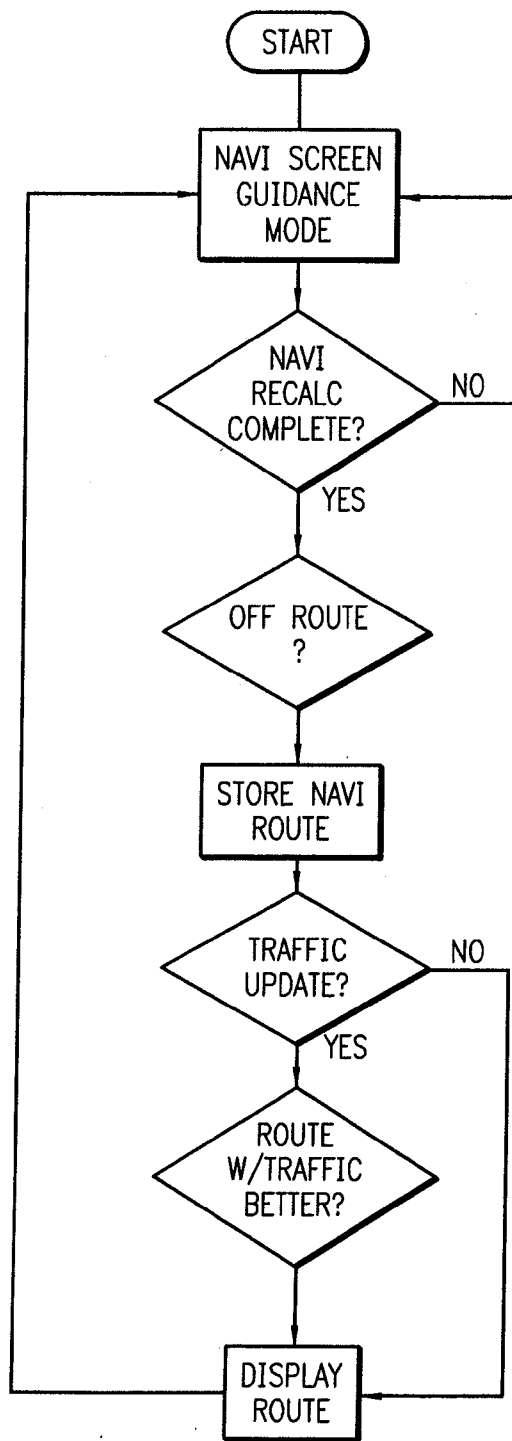 START
NAVI SCREEN
GUIDANCE
MODE
NAVI
RECALC
COMPLETE?
NO
YES
OFF ROUTE
?
STORE NAVI
ROUTE
TRAFFIC
UPDATE?
NO
YES
ROUTE
W/TRAFFIC
BETTER?
DISPLAY
ROUTE